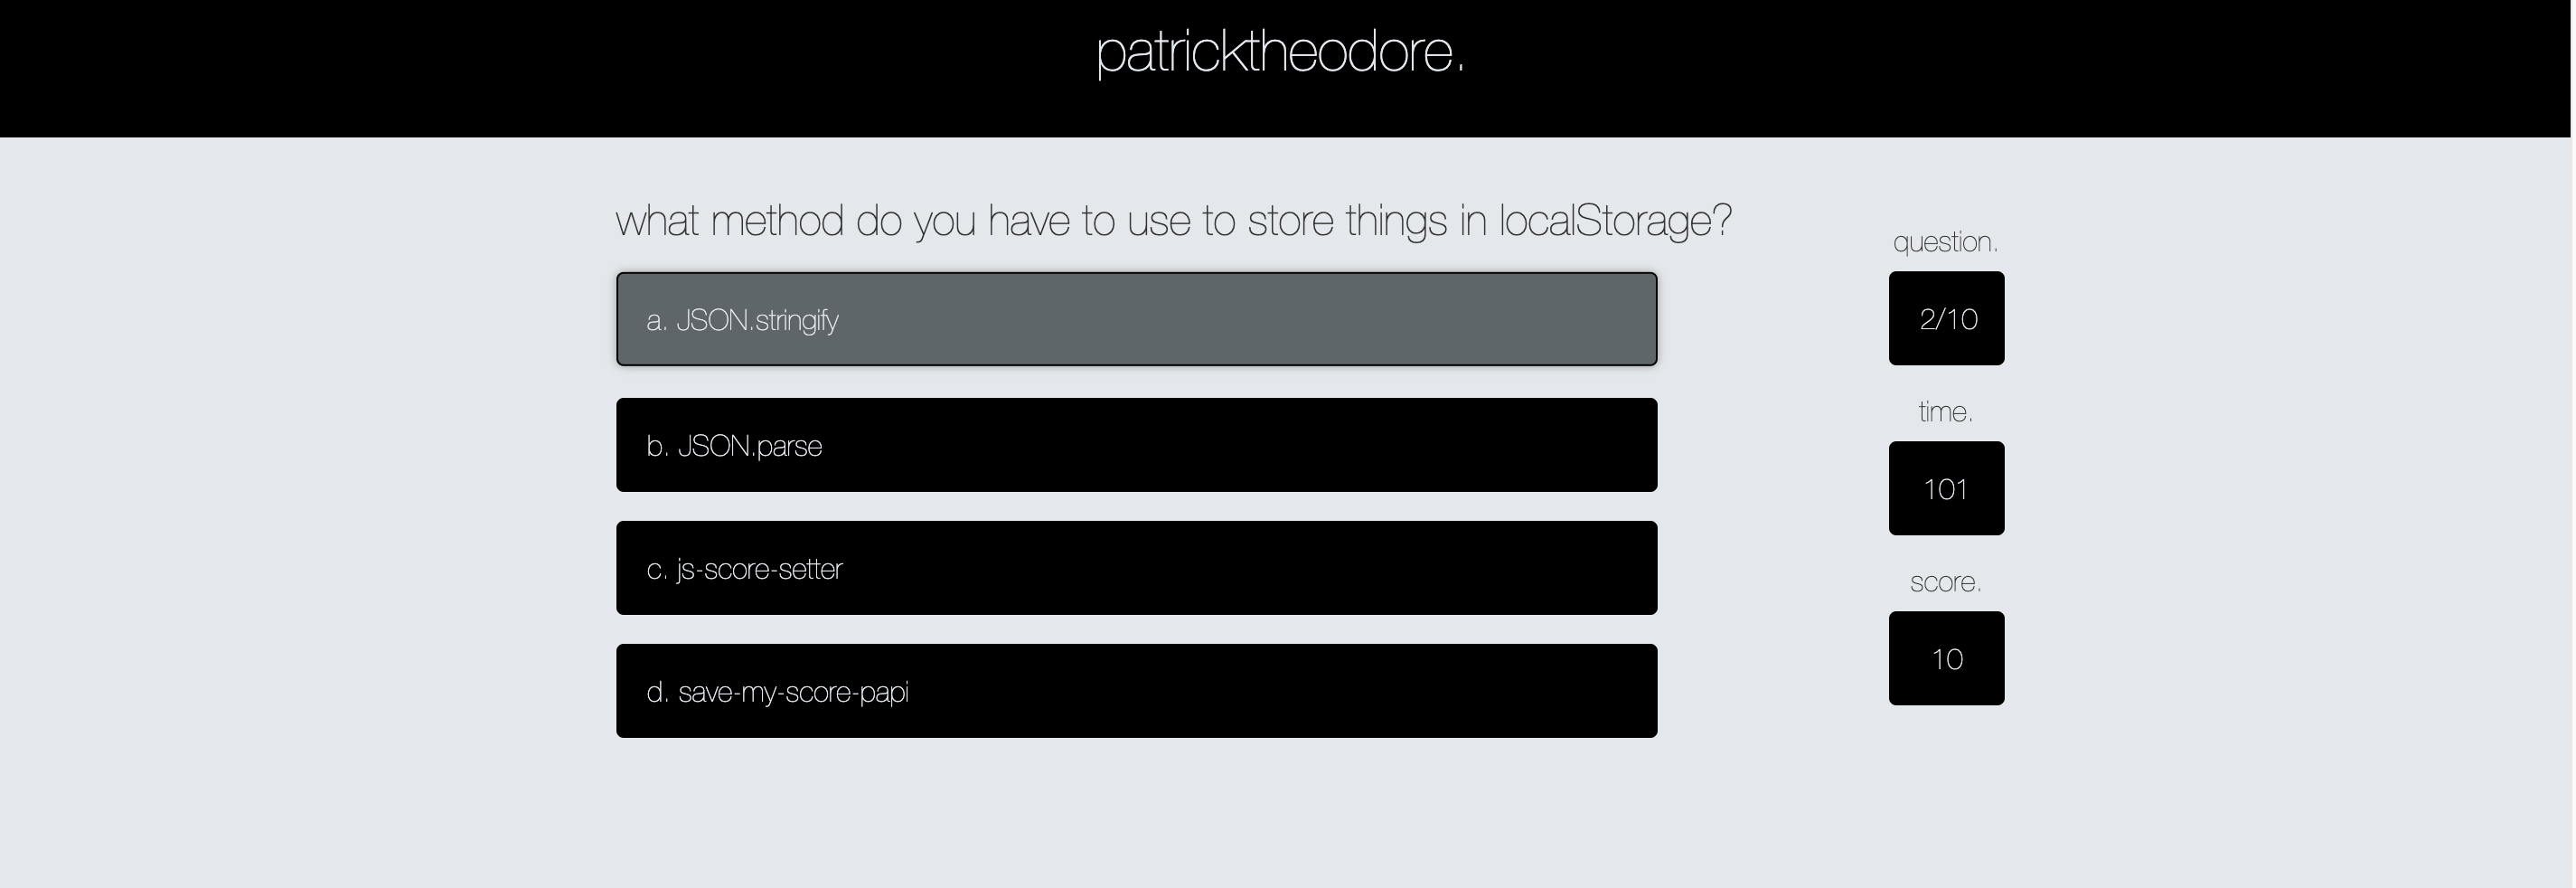 patricktheodore.
what method do you have to use to store things in localStorage?
a. JSON.stringify
b. JSON.parse
c. js-score-setter
d. save-my-score-papi
question.
2/10
time.
101
score.
10